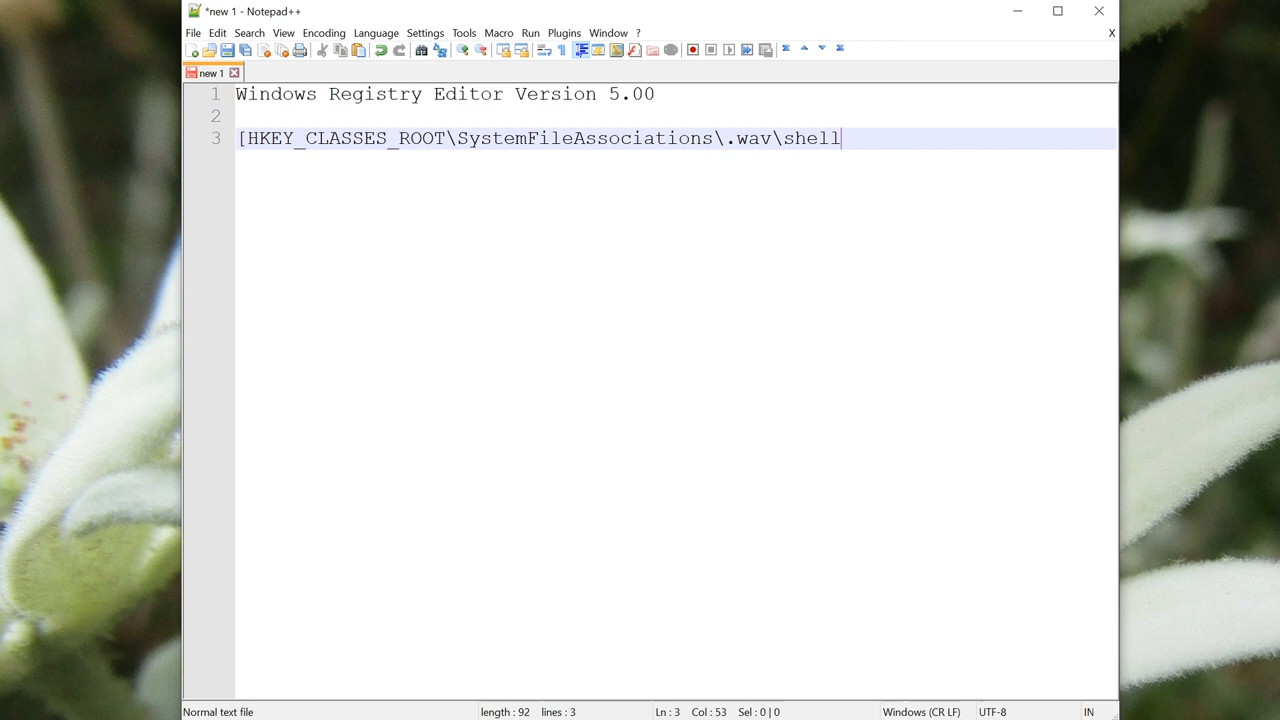 *new 1 - Notepad++
File Edit Search View Encoding Language Settings Tools Macro Run Plugins Window ? X
new 1
1 Windows Registry Editor Version 5.00
2
3 [HKEY_CLASSES_ROOT\SystemFileAssociations\.wav\shell
Normal text file length : 92 lines : 3 Ln : 3 Col : 53 Sel : 0 | 0 Windows (CR LF) UTF-8 IN